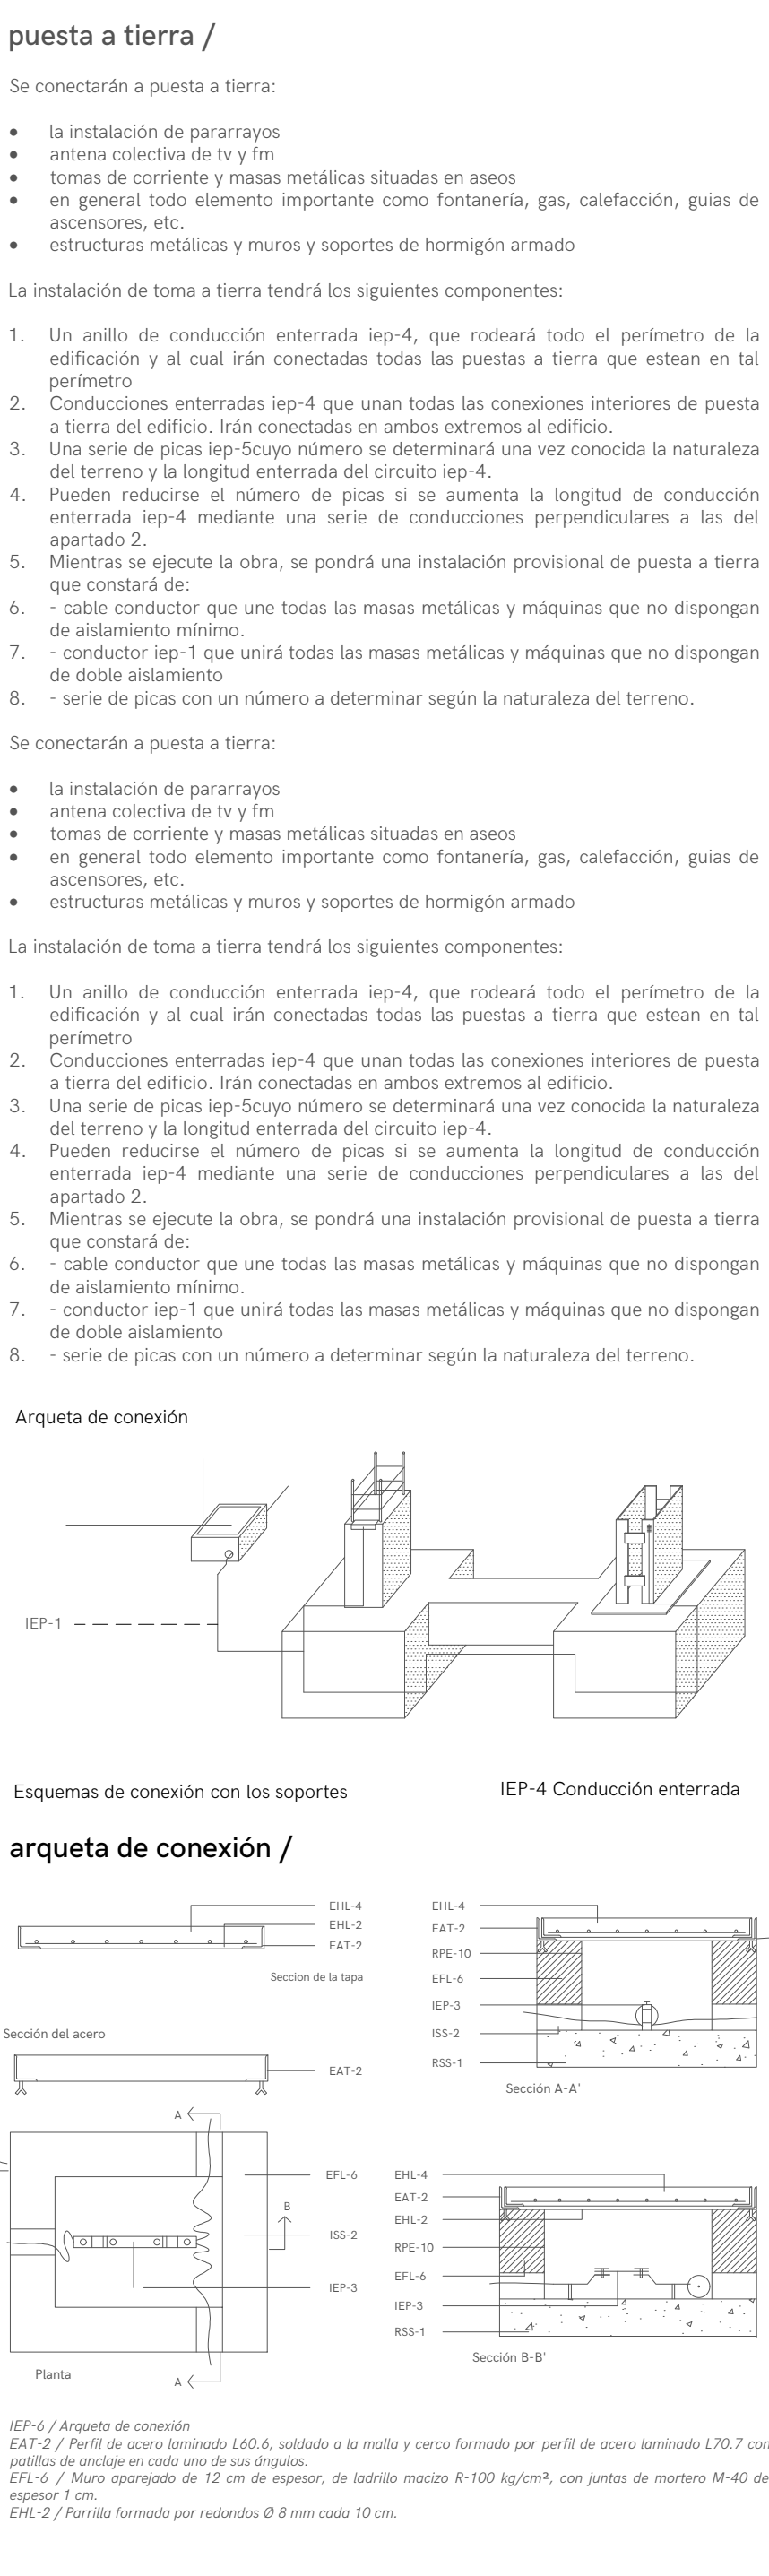 puesta a tierra /
Se conectarán a puesta a tierra:
• la instalación de pararrayos
• antena colectiva de tv y fm
• tomas de corriente y masas metálicas situadas en aseos
• en general todo elemento importante como fontanería, gas, calefacción, guias de
ascensores, etc.
• estructuras metálicas y muros y soportes de hormigón armado
La instalación de toma a tierra tendrá los siguientes componentes:
1. Un anillo de conducción enterrada iep-4, que rodeará todo el perímetro de la
edificación y al cual irán conectadas todas las puestas a tierra que estean en tal
perímetro
2. Conducciones enterradas iep-4 que unan todas las conexiones interiores de puesta
a tierra del edificio. Irán conectadas en ambos extremos al edificio.
3. Una serie de picas iep-5cuyo número se determinará una vez conocida la naturaleza
del terreno y la longitud enterrada del circuito iep-4.
4. Pueden reducirse el número de picas si se aumenta la longitud de conducción
enterrada iep-4 mediante una serie de conducciones perpendiculares a las del
apartado 2.
5. Mientras se ejecute la obra, se pondrá una instalación provisional de puesta a tierra
que constará de:
6. - cable conductor que une todas las masas metálicas y máquinas que no dispongan
de aislamiento mínimo.
7. - conductor iep-1 que unirá todas las masas metálicas y máquinas que no dispongan
de doble aislamiento
8. - serie de picas con un número a determinar según la naturaleza del terreno.
Se conectarán a puesta a tierra:
• la instalación de pararrayos
• antena colectiva de tv y fm
• tomas de corriente y masas metálicas situadas en aseos
• en general todo elemento importante como fontanería, gas, calefacción, guias de
ascensores, etc.
• estructuras metálicas y muros y soportes de hormigón armado
La instalación de toma a tierra tendrá los siguientes componentes:
1. Un anillo de conducción enterrada iep-4, que rodeará todo el perímetro de la
edificación y al cual irán conectadas todas las puestas a tierra que estean en tal
perímetro
2. Conducciones enterradas iep-4 que unan todas las conexiones interiores de puesta
a tierra del edificio. Irán conectadas en ambos extremos al edificio.
3. Una serie de picas iep-5cuyo número se determinará una vez conocida la naturaleza
del terreno y la longitud enterrada del circuito iep-4.
4. Pueden reducirse el número de picas si se aumenta la longitud de conducción
enterrada iep-4 mediante una serie de conducciones perpendiculares a las del
apartado 2.
5. Mientras se ejecute la obra, se pondrá una instalación provisional de puesta a tierra
que constará de:
6. - cable conductor que une todas las masas metálicas y máquinas que no dispongan
de aislamiento mínimo.
7. - conductor iep-1 que unirá todas las masas metálicas y máquinas que no dispongan
de doble aislamiento
8. - serie de picas con un número a determinar según la naturaleza del terreno.
Arqueta de conexión
IEP-1
Esquemas de conexión con los soportes
IEP-4 Conducción enterrada
arqueta de conexión /
EHL-4
EHL-2
EAT-2
Seccion de la tapa
Sección del acero
EAT-2
EHL-4
EAT-2
RPE-10
EFL-6
IEP-3
ISS-2
RSS-1
Sección A-A'
A
EFL-6
B
ISS-2
IEP-3
Planta
A
EHL-4
EAT-2
EHL-2
RPE-10
EFL-6
IEP-3
RSS-1
Sección B-B'
IEP-6 / Arqueta de conexión
EAT-2 / Perfil de acero laminado L60.6, soldado a la malla y cerco formado por perfil de acero laminado L70.7 con
patillas de anclaje en cada uno de sus ángulos.
EFL-6 / Muro aparejado de 12 cm de espesor, de ladrillo macizo R-100 kg/cm², con juntas de mortero M-40 de
espesor 1 cm.
EHL-2 / Parrilla formada por redondos Ø 8 mm cada 10 cm.